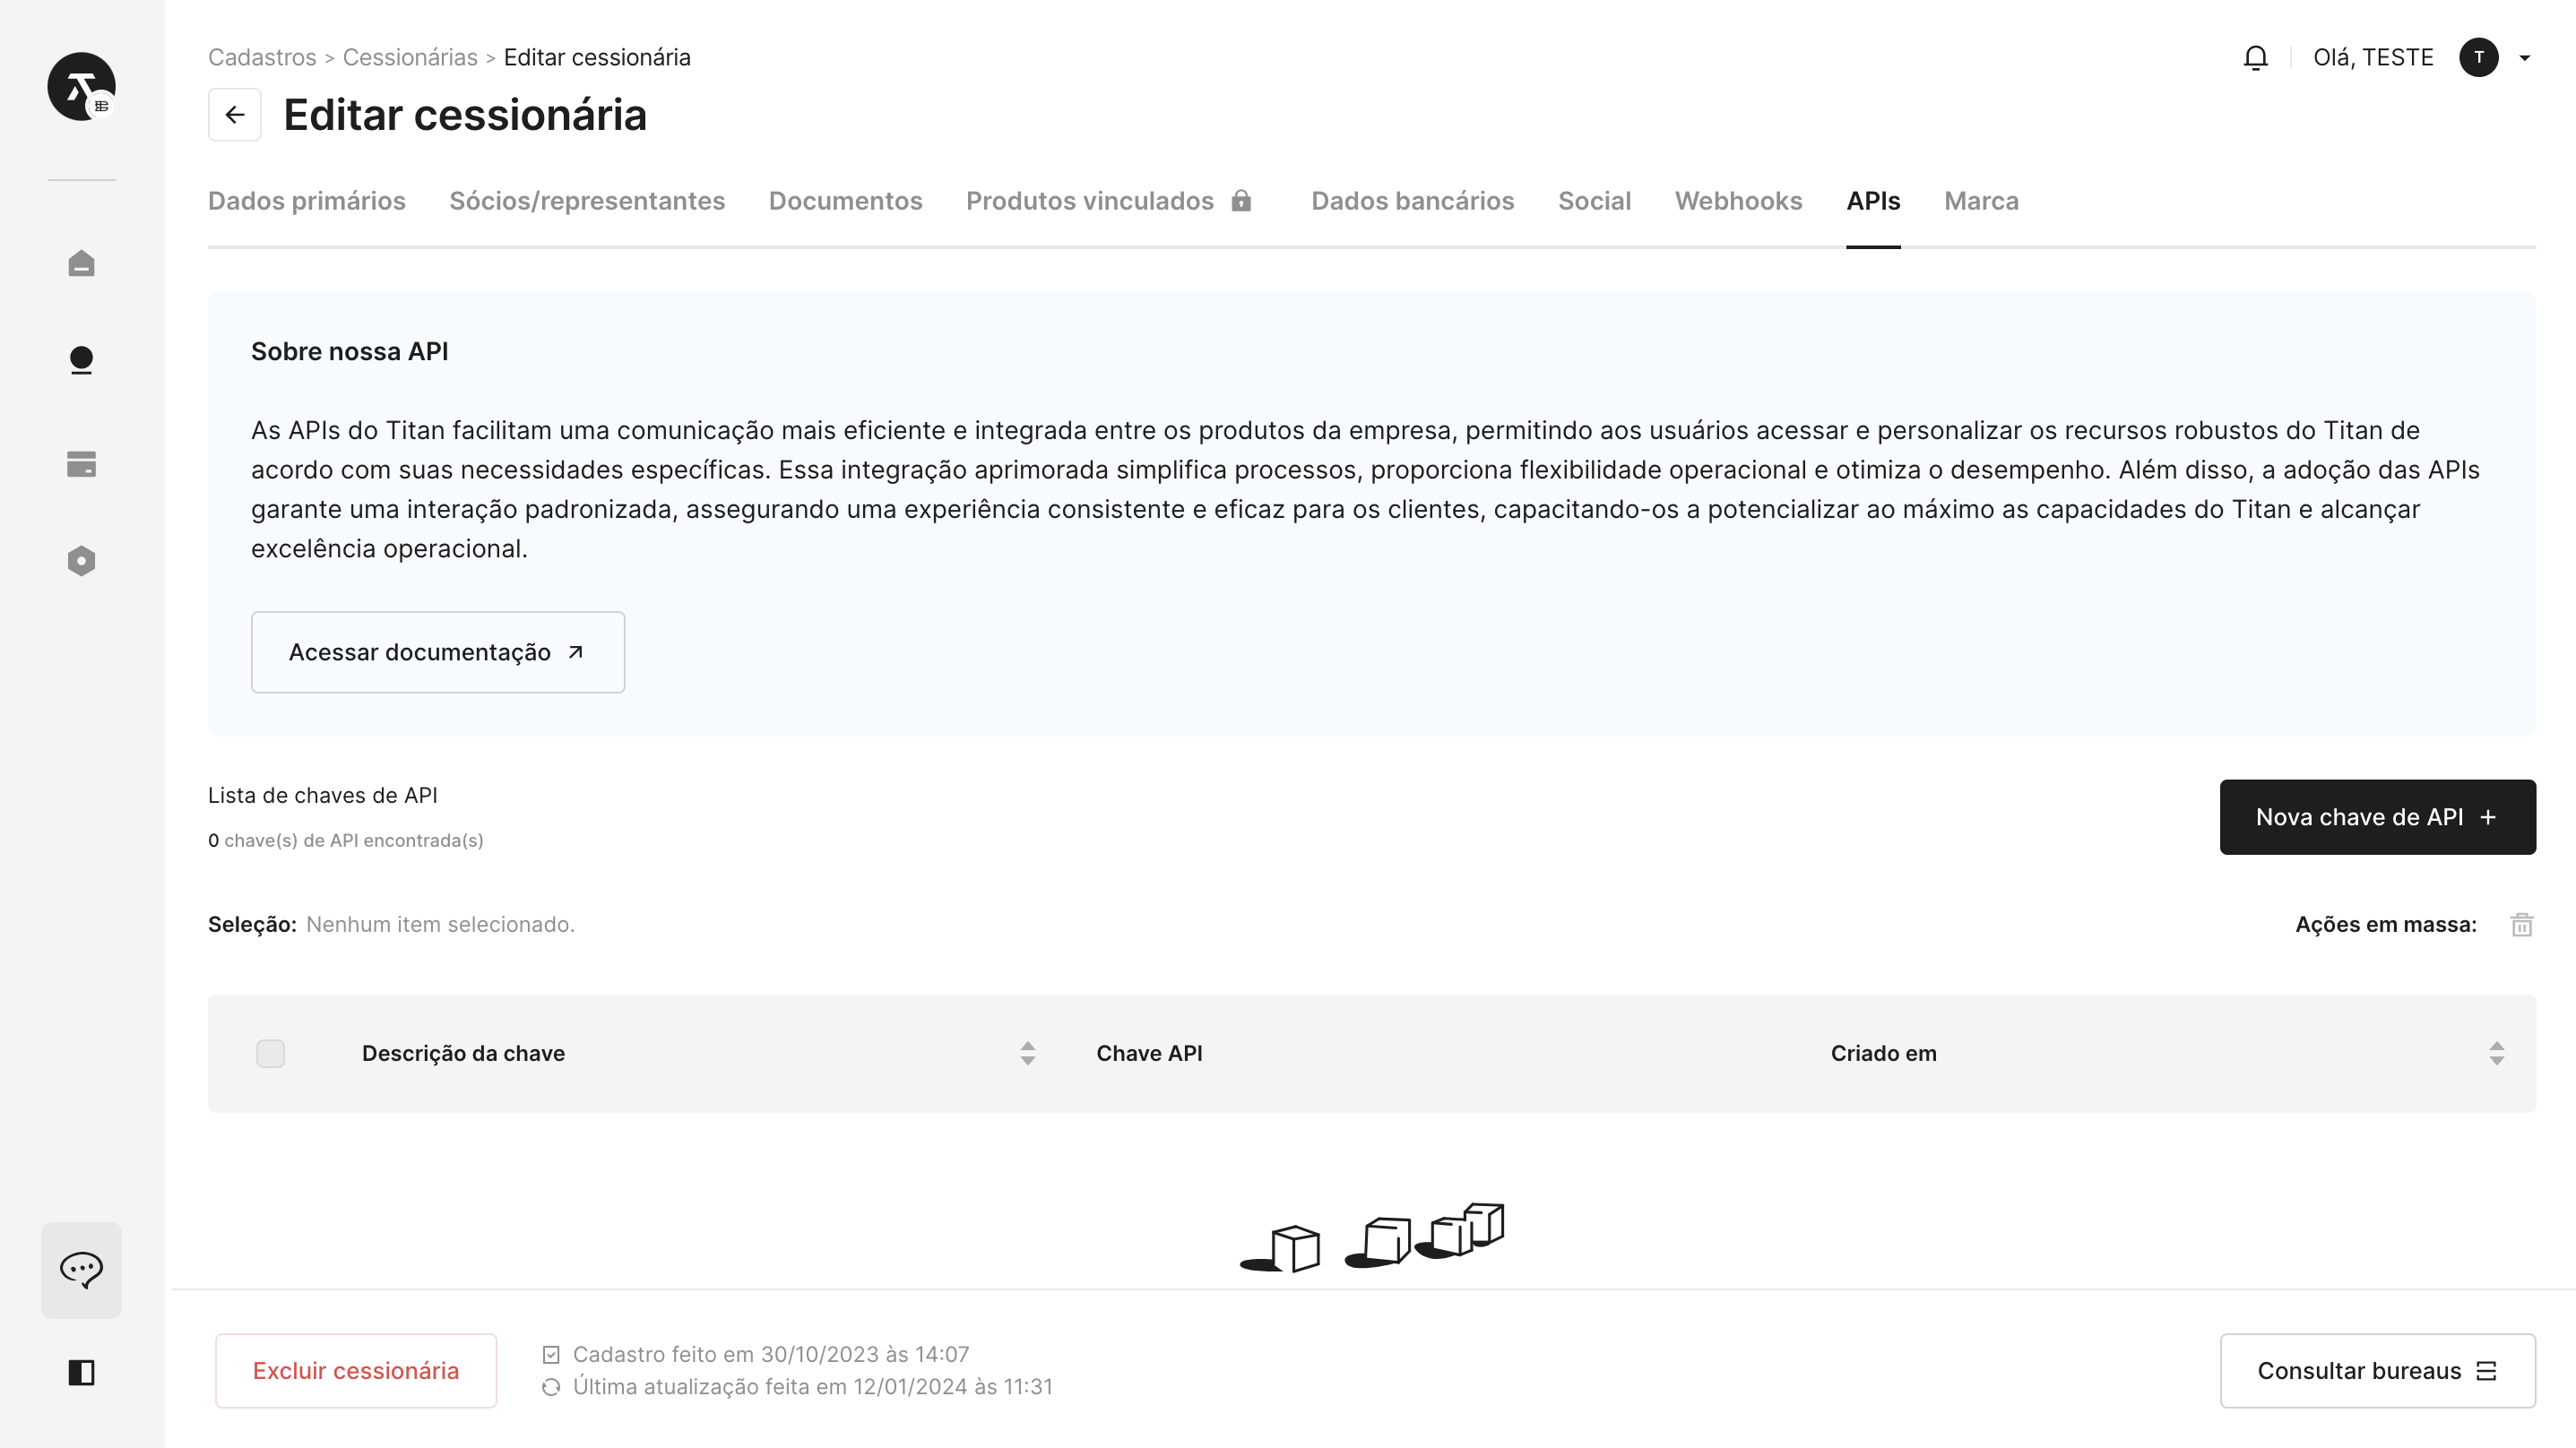 Cadastros > Cessionárias > Editar cessionária
Olá, TESTE
T
Editar cessionária
Dados primários
Sócios/representantes
Documentos
Produtos vinculados
Dados bancários
Social
Webhooks
APIs
Marca
Sobre nossa API
As APIs do Titan facilitam uma comunicação mais eficiente e integrada entre os produtos da empresa, permitindo aos usuários acessar e personalizar os recursos robustos do Titan de
acordo com suas necessidades específicas. Essa integração aprimorada simplifica processos, proporciona flexibilidade operacional e otimiza o desempenho. Além disso, a adoção das APIs
garante uma interação padronizada, assegurando uma experiência consistente e eficaz para os clientes, capacitando-os a potencializar ao máximo as capacidades do Titan e alcançar
excelência operacional.
Acessar documentação
Lista de chaves de API
0 chave(s) de API encontrada(s)
Nova chave de API +
Seleção: Nenhum item selecionado.
Ações em massa:
Descrição da chave
Chave API
Criado em
Excluir cessionária
Cadastro feito em 30/10/2023 às 14:07
Última atualização feita em 12/01/2024 às 11:31
Consultar bureaus